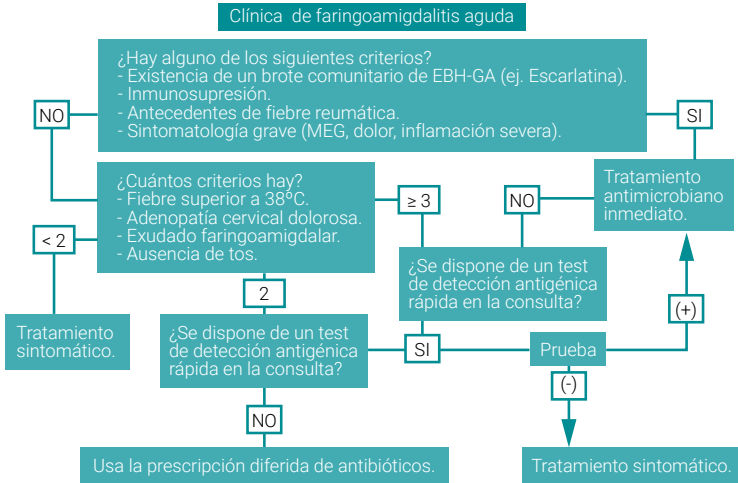 Clínica de faringoamigdalitis aguda
¿Hay alguno de los siguientes criterios?
- Existencia de un brote comunitario de EBH-GA (ej. Escarlatina).
- Inmunosupresión.
- Antecedentes de fiebre reumática.
- Sintomatología grave (MEG, dolor, inflamación severa).
NO
SI
¿Cuántos criterios hay?
- Fiebre superior a 38ºC.
- Adenopatía cervical dolorosa.
- Exudado faringoamigdalar.
- Ausencia de tos.
≥ 3
NO
Tratamiento
antimicrobiano
inmediato.
< 2
2
¿Se dispone de un test
de detección antigénica
rápida en la consulta?
(+)
Tratamiento
sintomático.
¿Se dispone de un test
de detección antigénica
rápida en la consulta?
SI
Prueba
(-)
NO
Usa la prescripción diferida de antibióticos.
Tratamiento sintomático.